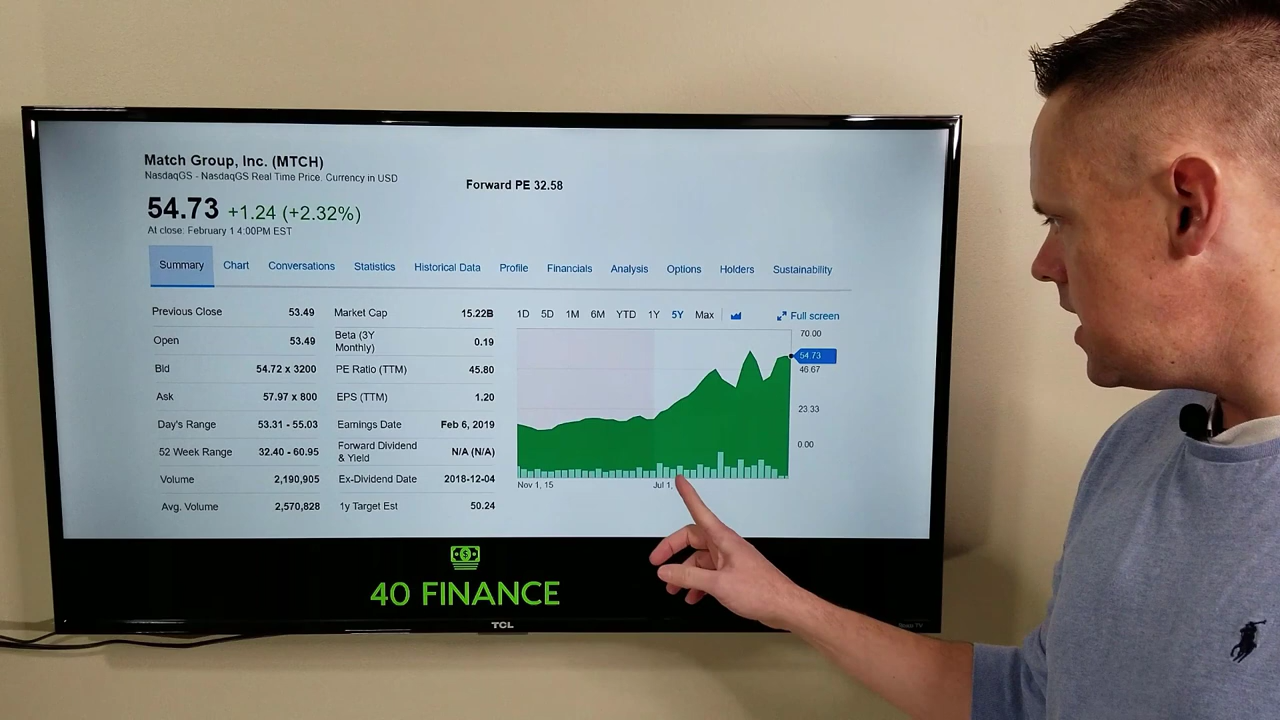 Match Group, Inc. (MTCH)
NasdaqGS - NasdaqGS Real Time Price. Currency in USD
Forward PE 32.58
54.73 +1.24 (+2.32%)
At close: February 1 4:00PM EST
Summary Chart Conversations Statistics Historical Data Profile Financials Analysis Options Holders Sustainability
Previous Close 53.49
Open 53.49
Bid 54.72 x 3200
Ask 57.97 x 800
Day's Range 53.31 - 55.03
52 Week Range 32.40 - 60.95
Volume 2,190,905
Avg. Volume 2,570,828
Market Cap 15.22B
Beta (3Y
Monthly) 0.19
PE Ratio (TTM) 45.80
EPS (TTM) 1.20
Earnings Date Feb 6, 2019
Forward Dividend
& Yield N/A (N/A)
Ex-Dividend Date 2018-12-04
1y Target Est 50.24
1D 5D 1M 6M YTD 1Y 5Y Max Full screen
70.00
54.73
46.67
23.33
0.00
Nov 1, 15 Jul 1,
$
40 FINANCE
TCL
Roku TV